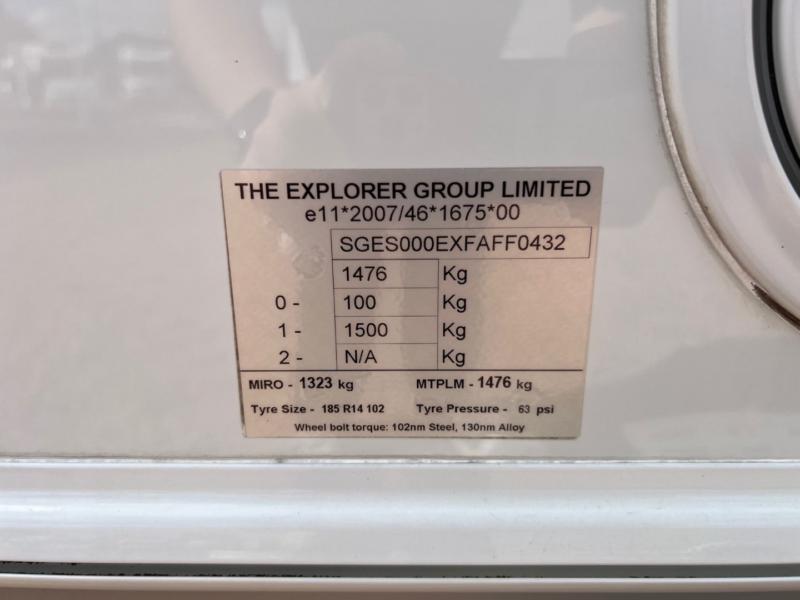 THE EXPLORER GROUP LIMITED
e11*2007/46*1675*00
SGES000EXFAFF0432
1476 Kg
0 - 100 Kg
1 - 1500 Kg
2 - N/A Kg
MIRO - 1323 kg MTPLM - 1476 kg
Tyre Size - 185 R14 102 Tyre Pressure - 63 psi
Wheel bolt torque: 102nm Steel, 130nm Alloy